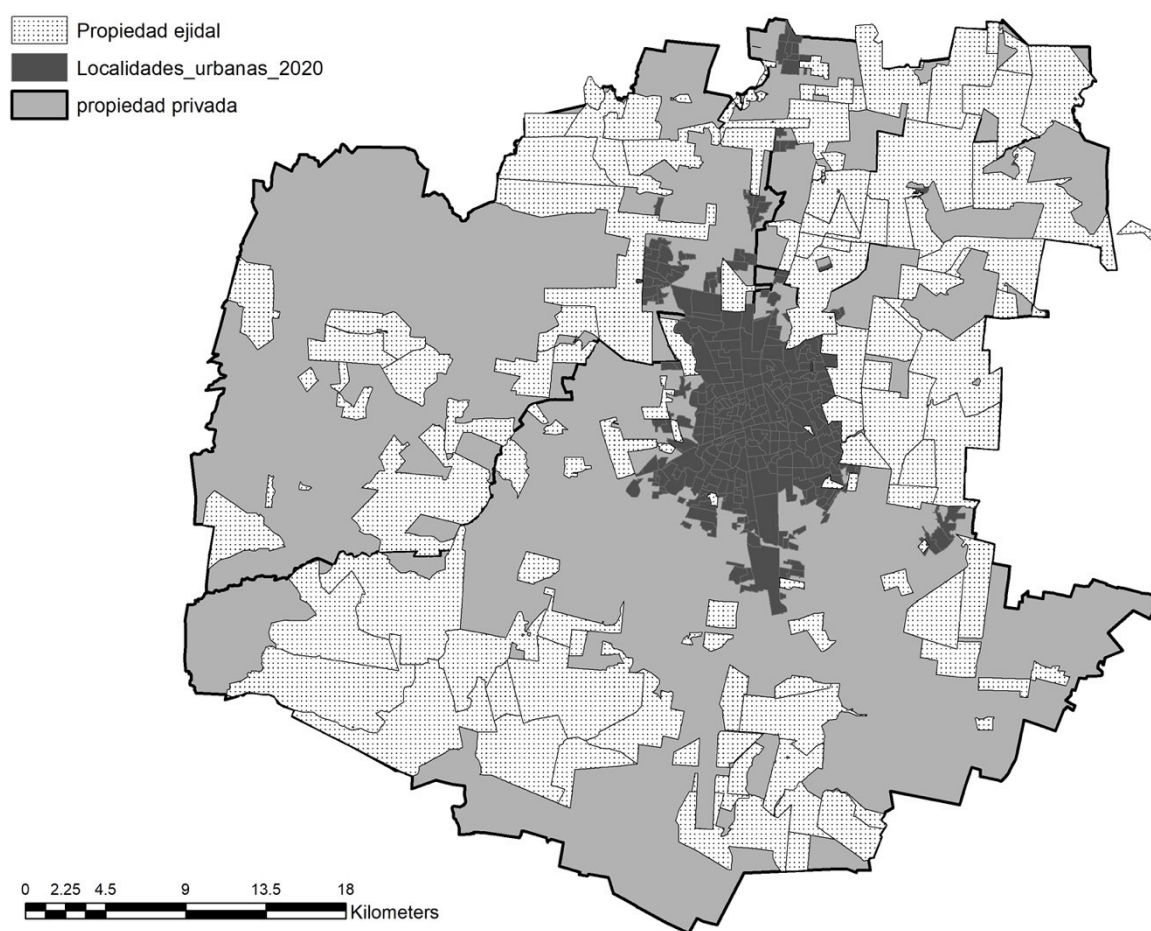 Propiedad ejidal
Localidades_urbanas_2020
propiedad privada
0 2.25 4.5 9 13.5 18
Kilometers